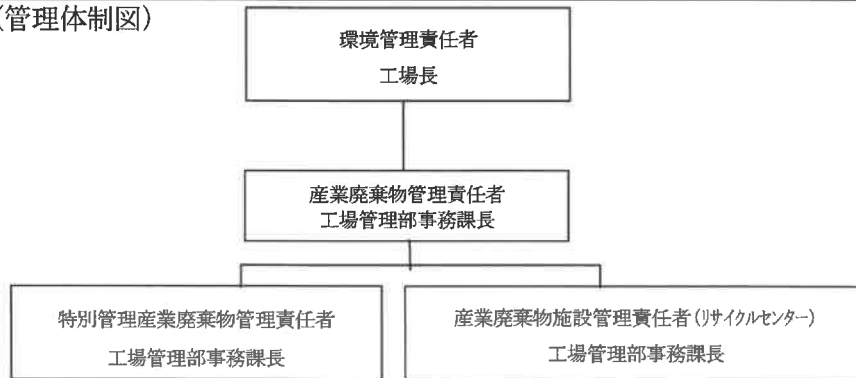 (管理体制図)
環境管理責任者
工場長
産業廃棄物管理責任者
工場管理部事務課長
特別管理産業廃棄物管理責任者
工場管理部事務課長
産業廃棄物施設管理責任者(ﾘｻｲｸﾙｾﾝﾀｰ)
工場管理部事務課長